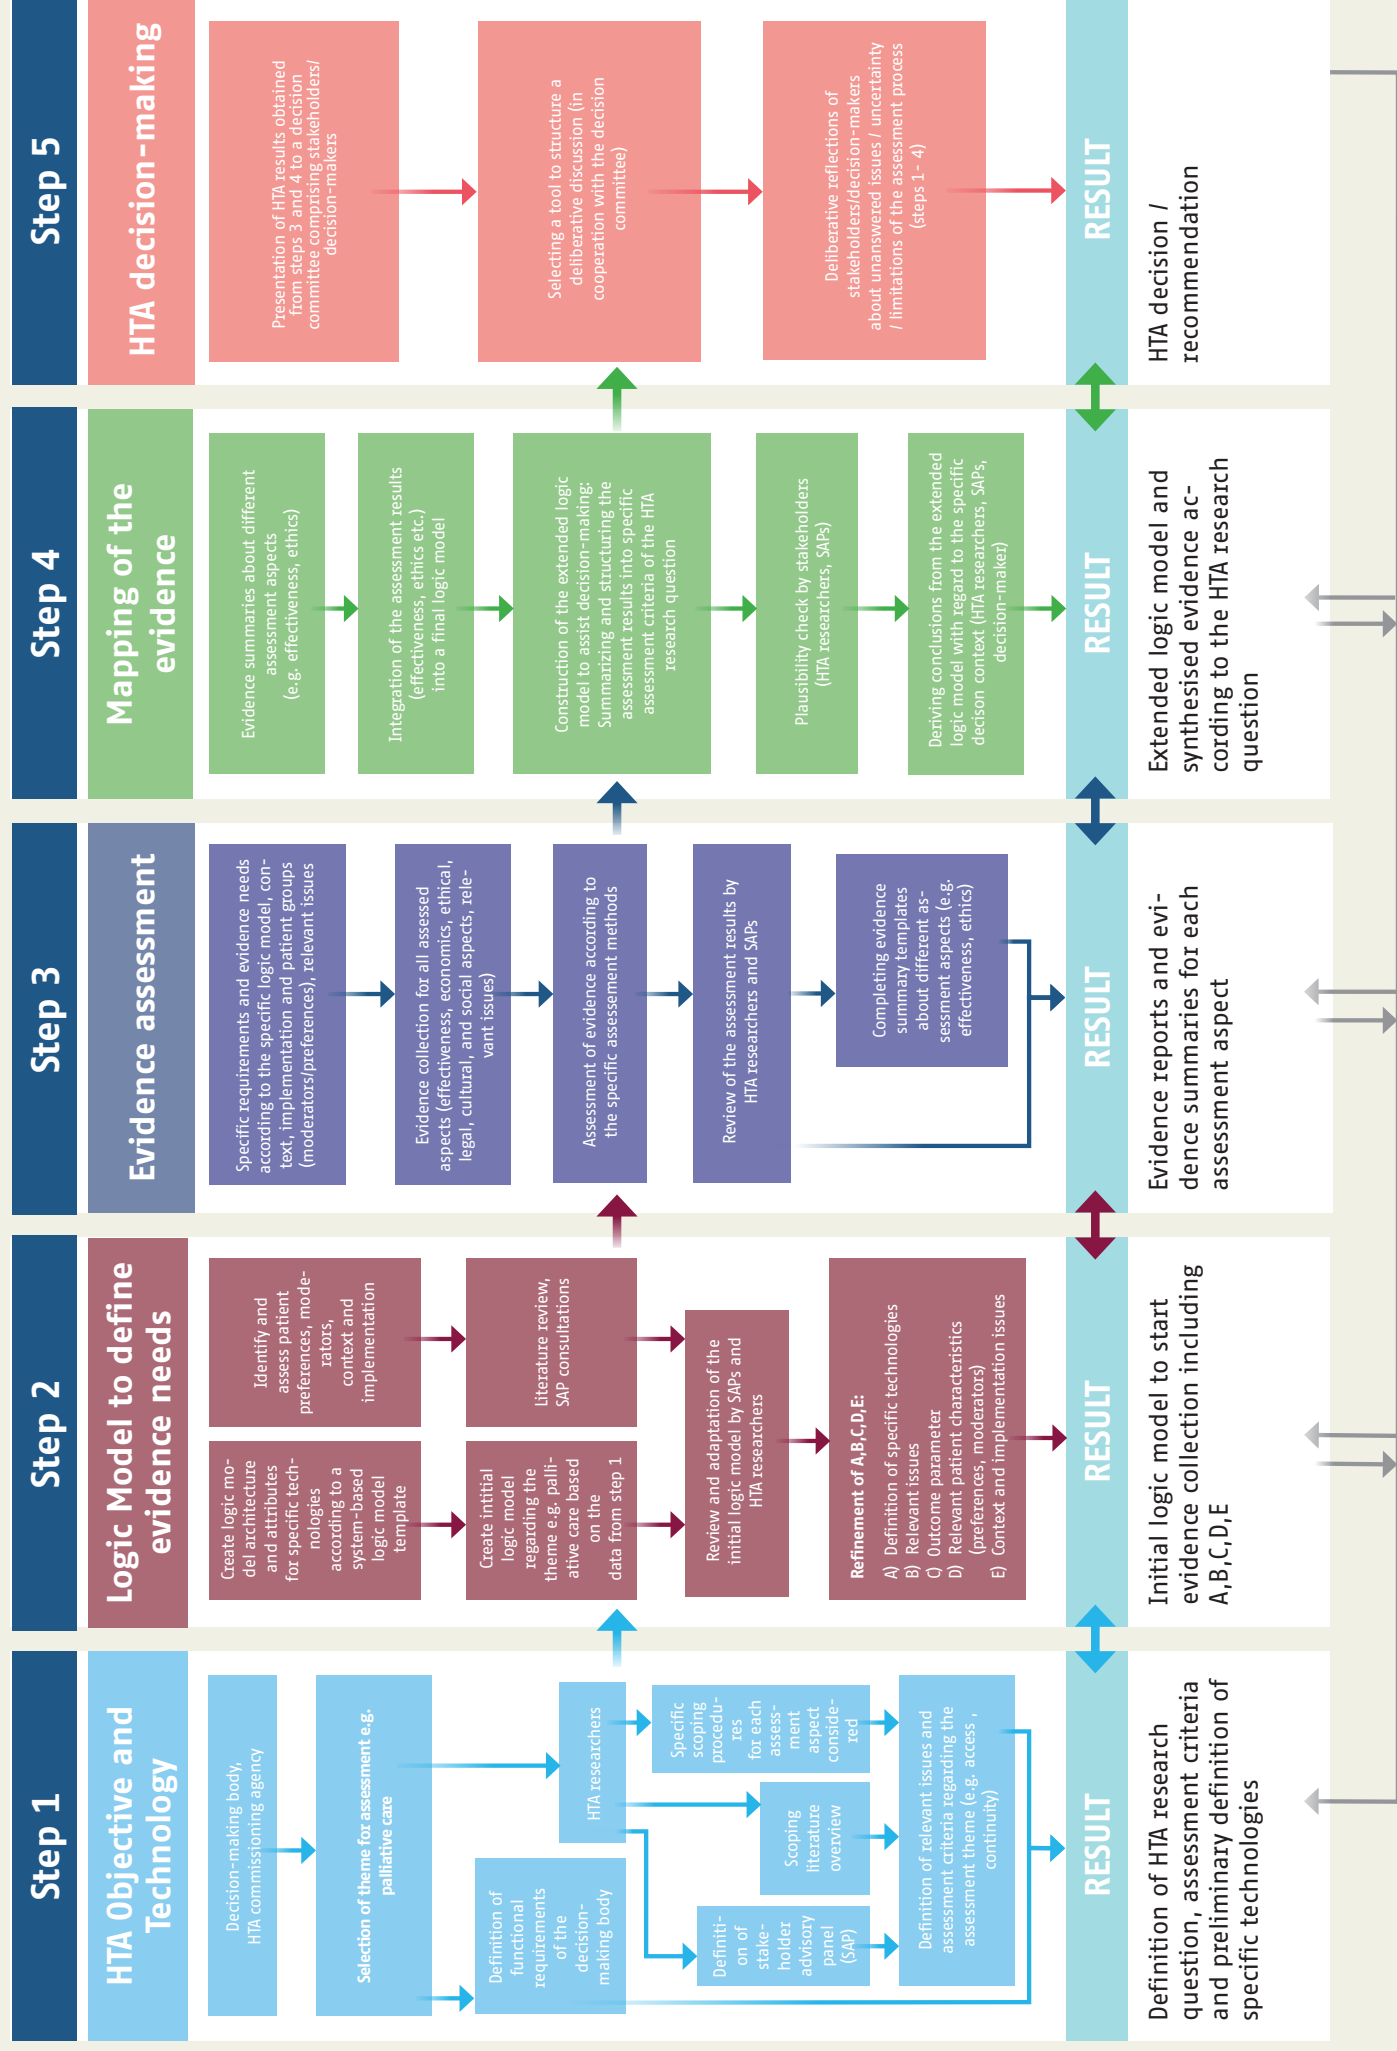 Step 1
HTA Objective and
Technology
Decision-making body,
HTA commissioning agency
Selection of theme for assessment e.g.
palliative care
Definition of
functional
requirements
of the
decision-
making body
HTA researchers
Definiti-
on of
stake-
holder
advisory
panel
(SAP)
Scoping
literature
overview
Specific
scoping
procedu-
res
for each
assess-
ment
aspect
conside-
red
Definition of relevant issues and
assessment criteria regarding the
assessment theme (e.g. access ,
continuity)
RESULT
Definition of HTA research
question, assessment criteria
and preliminary definition of
specific technologies
Step 2
Logic Model to define
evidence needs
Create logic mo-
del architecture
and attributes
for specific tech-
nologies
according to a
system-based
logic model
template
Identify and
assess patient
preferences, mode-
rators,
context and
implementation
Create intitial
logic model
regarding the
theme e.g. palli-
ative care based
on the
data from step 1
Literature review,
SAP consultations
Review and adaptation of the
initial logic model by SAPs and
HTA researchers
Refinement of A,B,C,D,E:
A) Definition of specific technologies
B) Relevant issues
C) Outcome parameter
D) Relevant patient characteristics
(preferences, moderators)
E) Context and implementation issues
RESULT
Initial logic model to start
evidence collection including
A,B,C,D,E
Step 3
Evidence assessment
Specific requirements and evidence needs
according to the specific logic model, con-
text, implementation and patient groups
(moderators/preferences), relevant issues
Evidence collection for all assessed
aspects (effectiveness, economics, ethical,
legal, cultural, and social aspects, rele-
vant issues)
Assessment of evidence according to
the specific assessement methods
Review of the assessment results by
HTA researchers and SAPs
Completing evidence
summary templates
about different as-
sessment aspects (e.g.
effectiveness, ethics)
RESULT
Evidence reports and evi-
dence summaries for each
assessment aspect
Step 4
Mapping of the
evidence
Evidence summaries about different
assessment aspects
(e.g. effectiveness, ethics)
Integration of the assessment results
(effectiveness, ethics etc.)
into a final logic model
Construction of the extended logic
model to assist decision-making:
Summarizing and structuring the
assessment results into specific
assessment criteria of the HTA
research question
Plausibility check by stakeholders
(HTA researchers, SAPs)
Deriving conclusions from the extended
logic model with regard to the specific
decison context (HTA researchers, SAPs,
decision-maker)
RESULT
Extended logic model and
synthesised evidence ac-
cording to the HTA research
question
Step 5
HTA decision-making
Presentation of HTA results obtained
from steps 3 and 4 to a decision
committee comprising stakeholders/
decision-makers
Selecting a tool to structure a
deliberative discussion (in
cooperation with the decision
committee)
Deliberative reflections of
stakeholders/decision-makers
about unanswered issues / uncertainty
/ limitations of the assessment process
(steps 1- 4)
RESULT
HTA decision /
recommendation